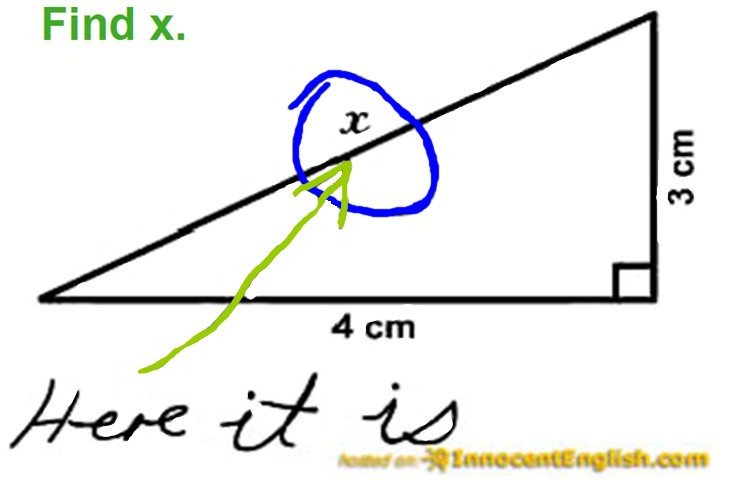 Find x.
x
3 cm
4 cm
Here it is
hosted on InnocentEnglish.com